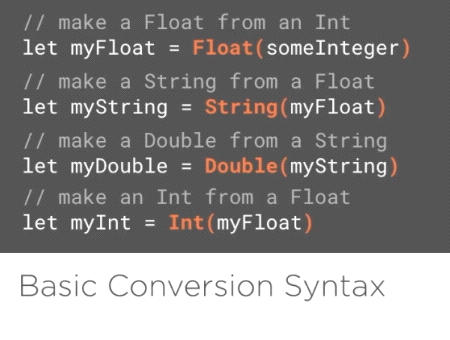 // make a Float from an Int
let myFloat = Float(someInteger)
// make a String from a Float
let myString = String(myFloat)
// make a Double from a String
let myDouble = Double(myString)
// make an Int from a Float
let myInt = Int(myFloat)
Basic Conversion Syntax